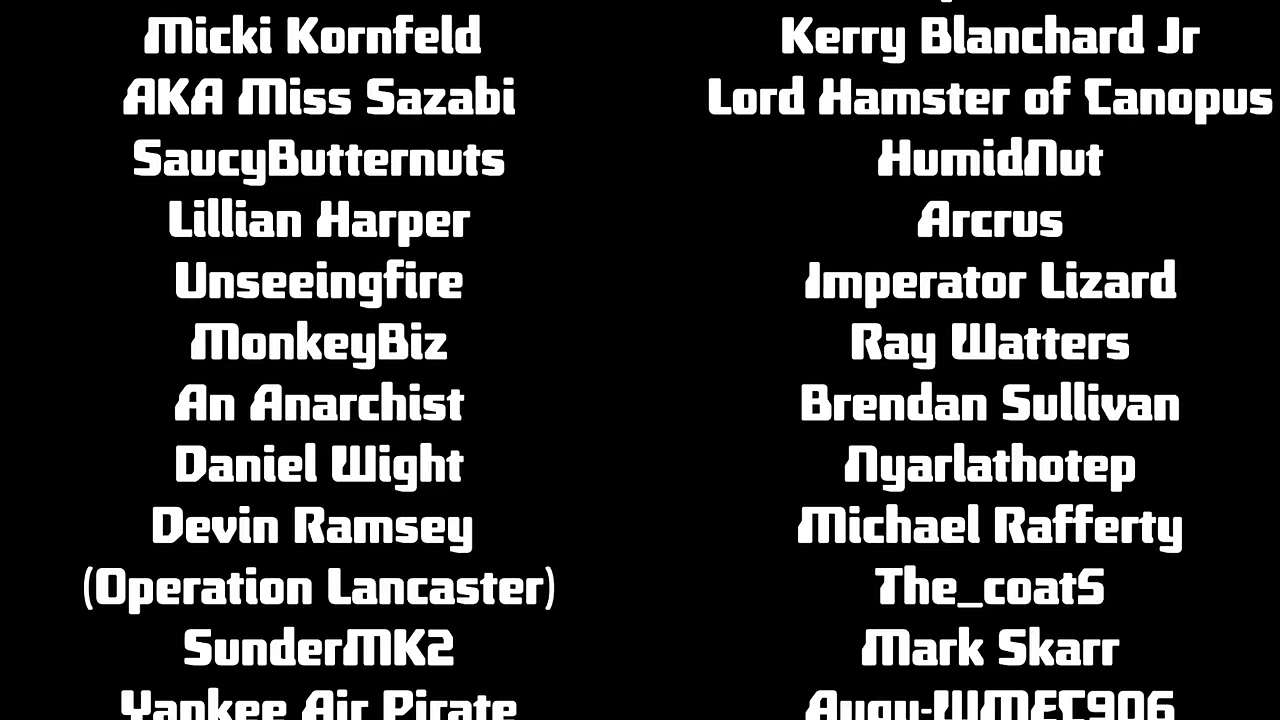 Micki Kornfeld
AKA Miss Sazabi
SaucyButternuts
Lillian Harper
Unseeingfire
MonkeyBiz
An Anarchist
Daniel Wight
Devin Ramsey
(Operation Lancaster)
SunderMK2
Yankee Air Pirate
Kerry Blanchard Jr
Lord Hamster of Canopus
HumidNut
Arcrus
Imperator Lizard
Ray Watters
Brendan Sullivan
Nyarlathotep
Michael Rafferty
The_coatS
Mark Skarr